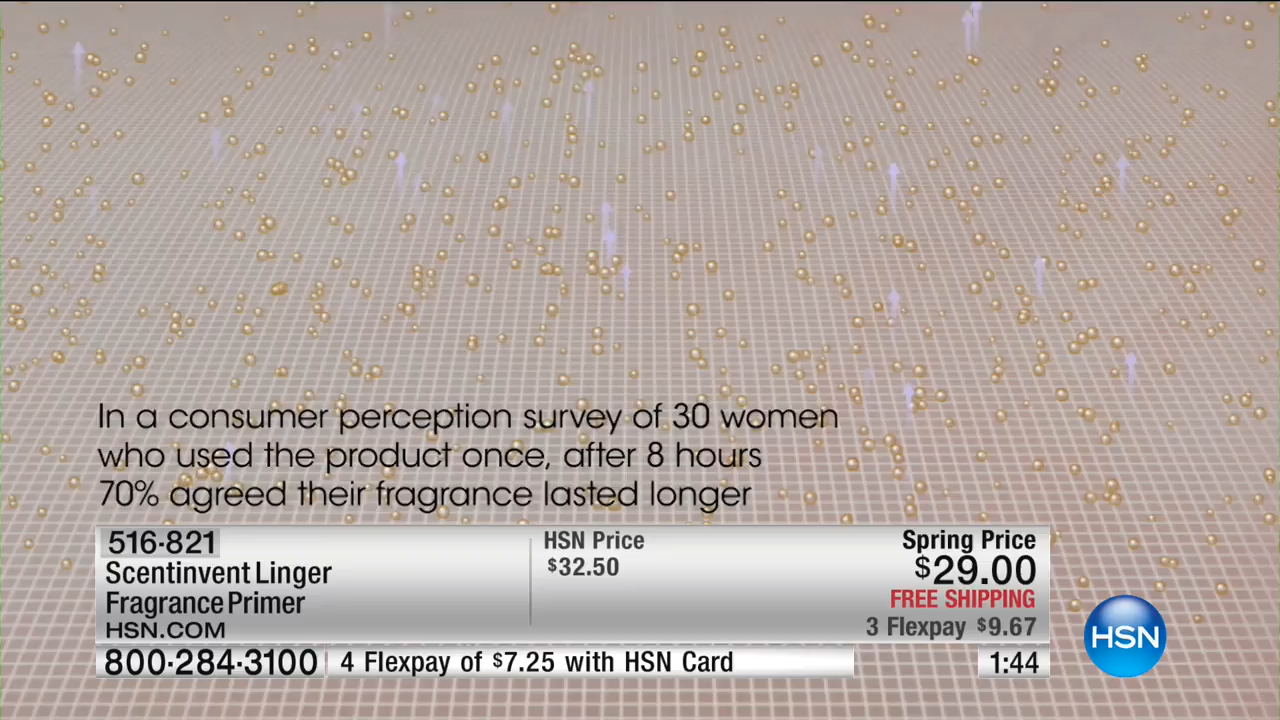 In a consumer perception survey of 30 women
who used the product once, after 8 hours
70% agreed their fragrance lasted longer
516-821
Scentinvent Linger
Fragrance Primer
HSN.COM
HSN Price
$32.50
Spring Price
$29.00
FREE SHIPPING
3 Flexpay $9.67
HSN
800·284·3100
4 Flexpay of $7.25 with HSN Card
1:44